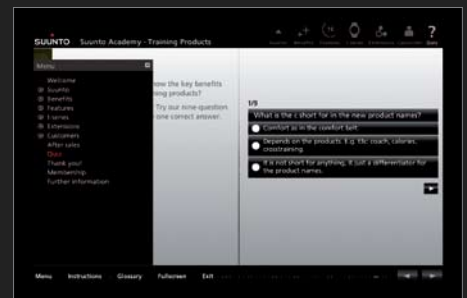 SUUNTO Suunto Academy - Training Products
?
Quiz
Menu
Welcome
Suunto
Benefits
Features
t-series
Extensions
Customers
After sales
Quiz
Thank you!
Membership
Further information
now the key benefits
ning products?
Try our nine-question
one correct answer.
1/9
What is the c short for in the new product names?
Comfort as in the comfort belt.
Depends on the products. E.g. t6c: coach, calories,
crosstraining.
It is not short for anything, it just a differentiator for
the product names.
Menu Instructions Glossary Fullscreen Exit